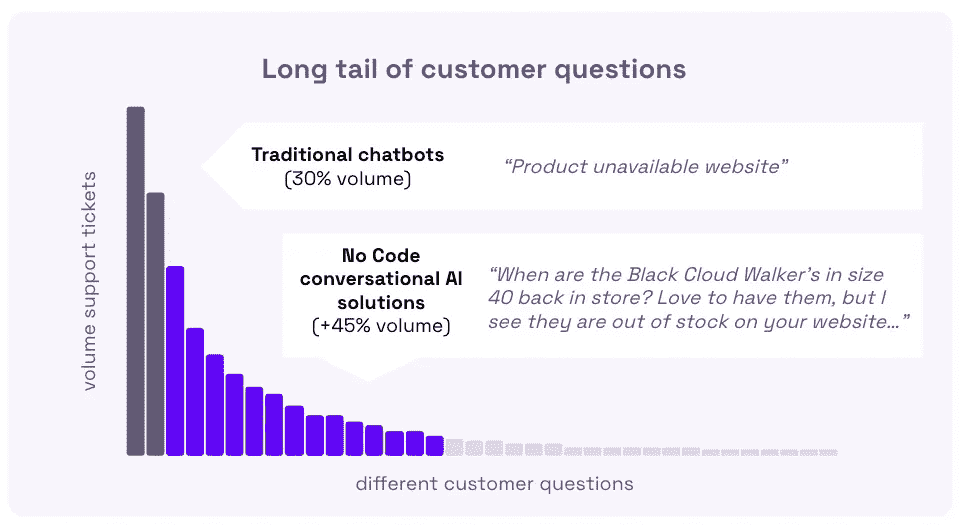 Long tail of customer questions
volume support tickets
Traditional chatbots
(30% volume)
“Product unavailable website”
No Code
conversational AI
solutions
(+45% volume)
“When are the Black Cloud Walker’s in size
40 back in store? Love to have them, but I
see they are out of stock on your website...”
different customer questions